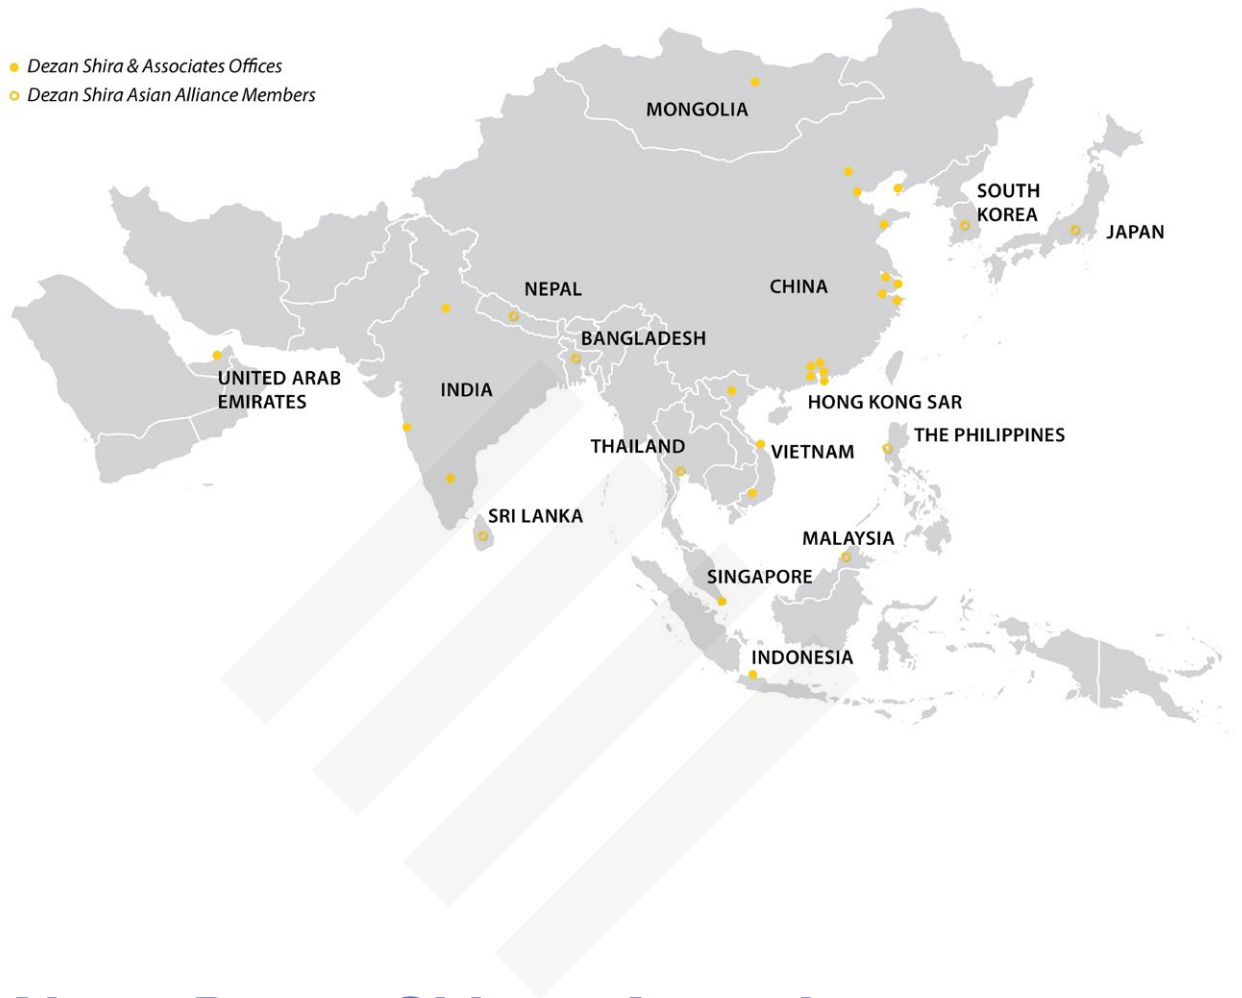 Dezan Shira & Associates Offices
Dezan Shira Asian Alliance Members
MONGOLIA
SOUTH
KOREA
JAPAN
CHINA
NEPAL
BANGLADESH
UNITED ARAB
EMIRATES
INDIA
HONG KONG SAR
THE PHILIPPINES
THAILAND
VIETNAM
SRI LANKA
MALAYSIA
SINGAPORE
INDONESIA